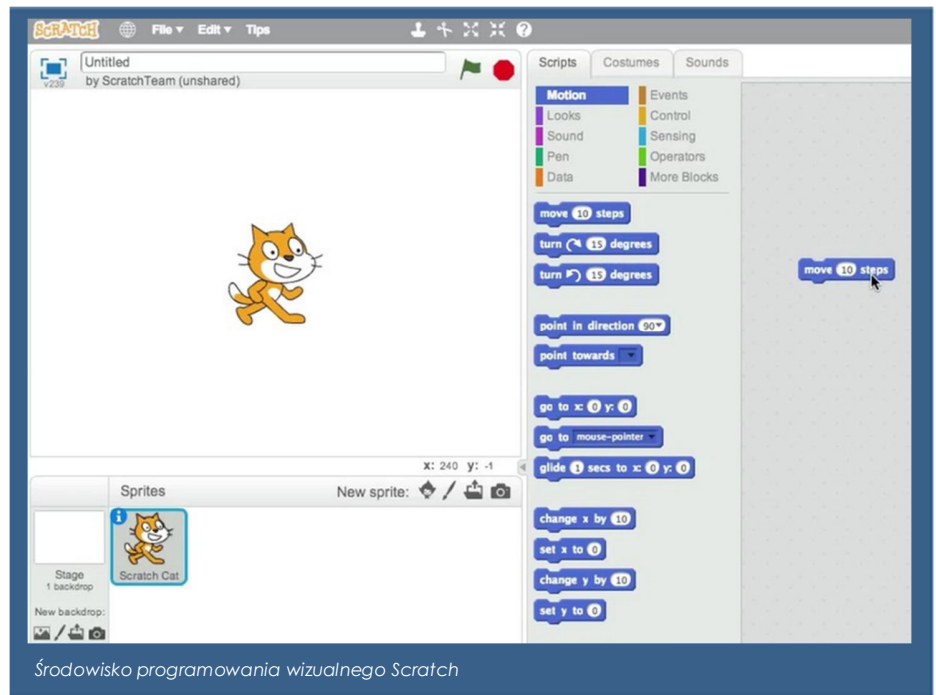 SCRATCH File Edit Tips
v239
Untitled
by ScratchTeam (unshared)
x: 240 y: -1
Sprites
New sprite:
Stage
1 backdrop
New backdrop:
Scratch Cat
Scripts Costumes Sounds
Motion Events
Looks Control
Sound Sensing
Pen Operators
Data More Blocks
move 10 steps
turn 15 degrees
turn 15 degrees
point in direction 90
point towards
go to x: 0 y: 0
go to mouse-pointer
glide 1 secs to x: 0 y: 0
change x by 10
set x to 0
change y by 10
set y to 0
move 10 steps
Środowisko programowania wizualnego Scratch